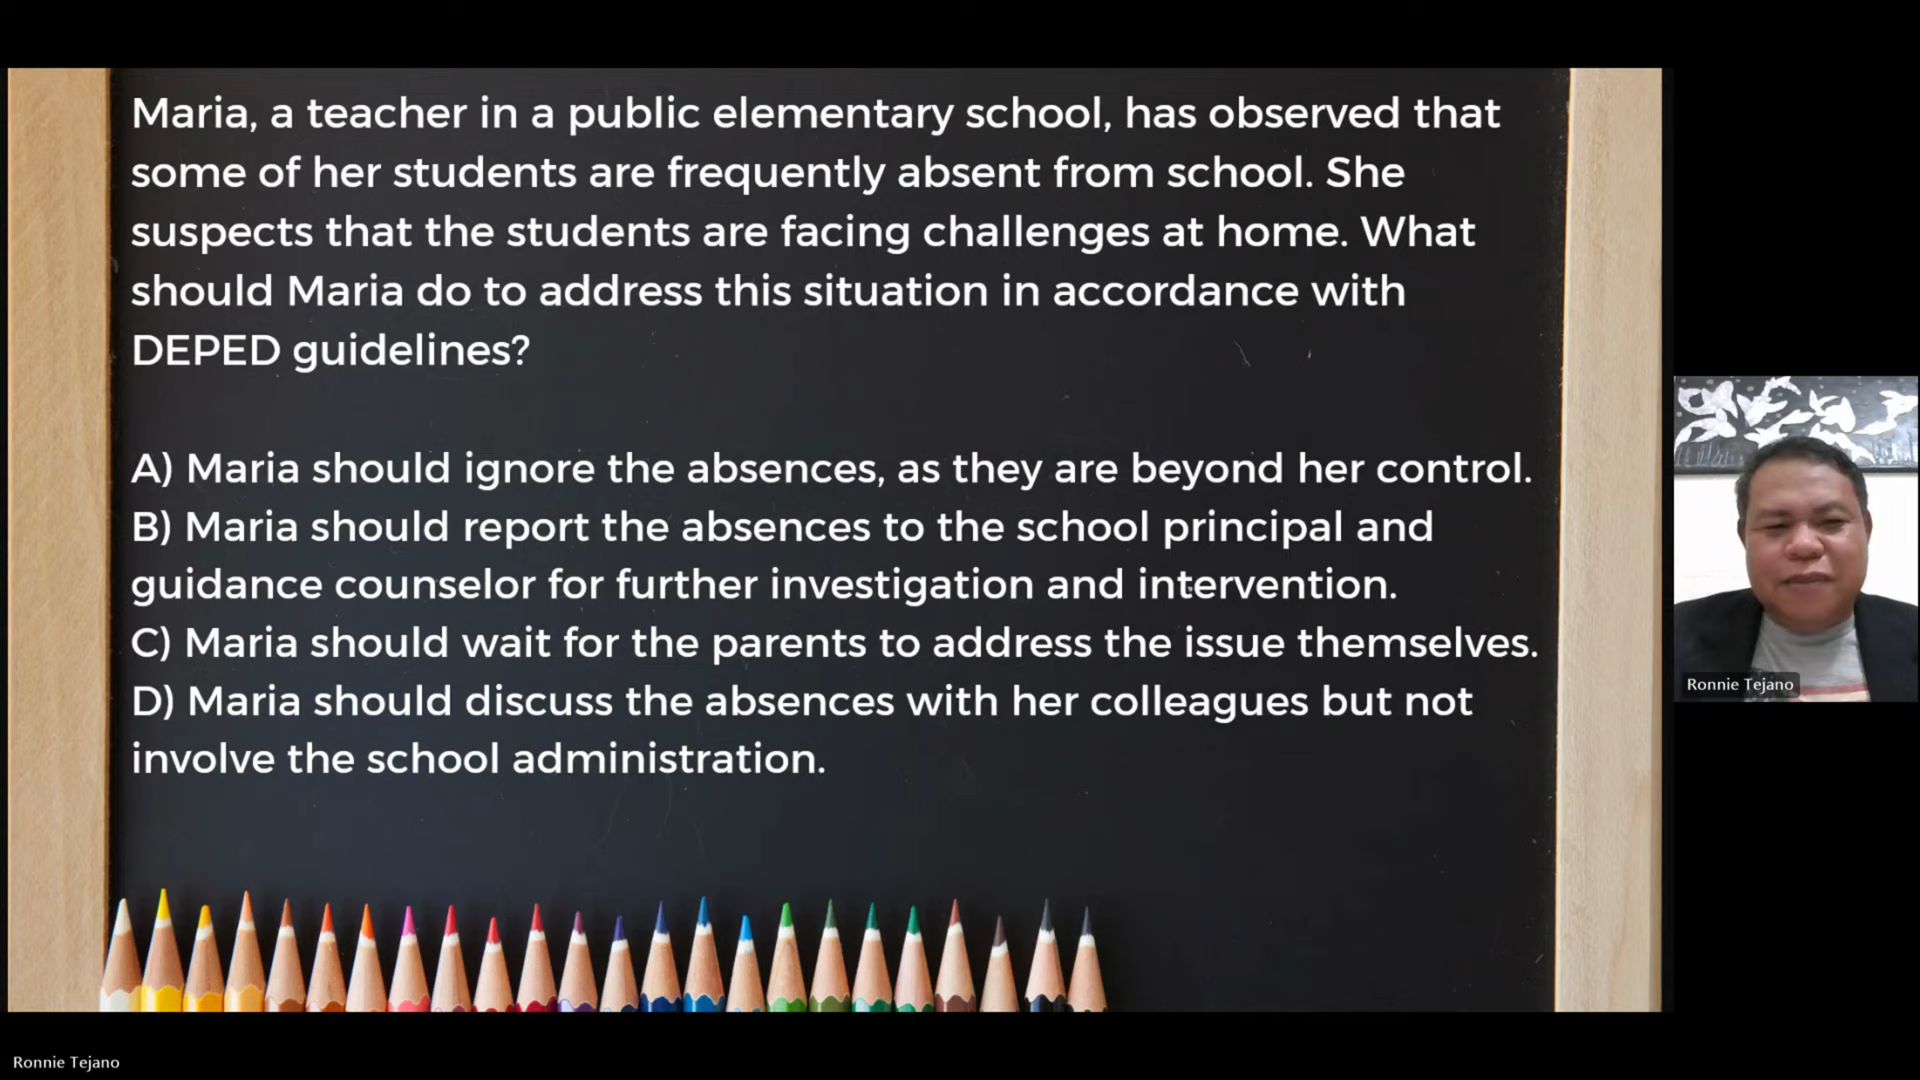 Maria, a teacher in a public elementary school, has observed that
some of her students are frequently absent from school. She
suspects that the students are facing challenges at home. What
should Maria do to address this situation in accordance with
DEPED guidelines?
A) Maria should ignore the absences, as they are beyond her control.
B) Maria should report the absences to the school principal and
guidance counselor for further investigation and intervention.
C) Maria should wait for the parents to address the issue themselves.
D) Maria should discuss the absences with her colleagues but not
involve the school administration.
Ronnie Tejano
Ronnie Tejano